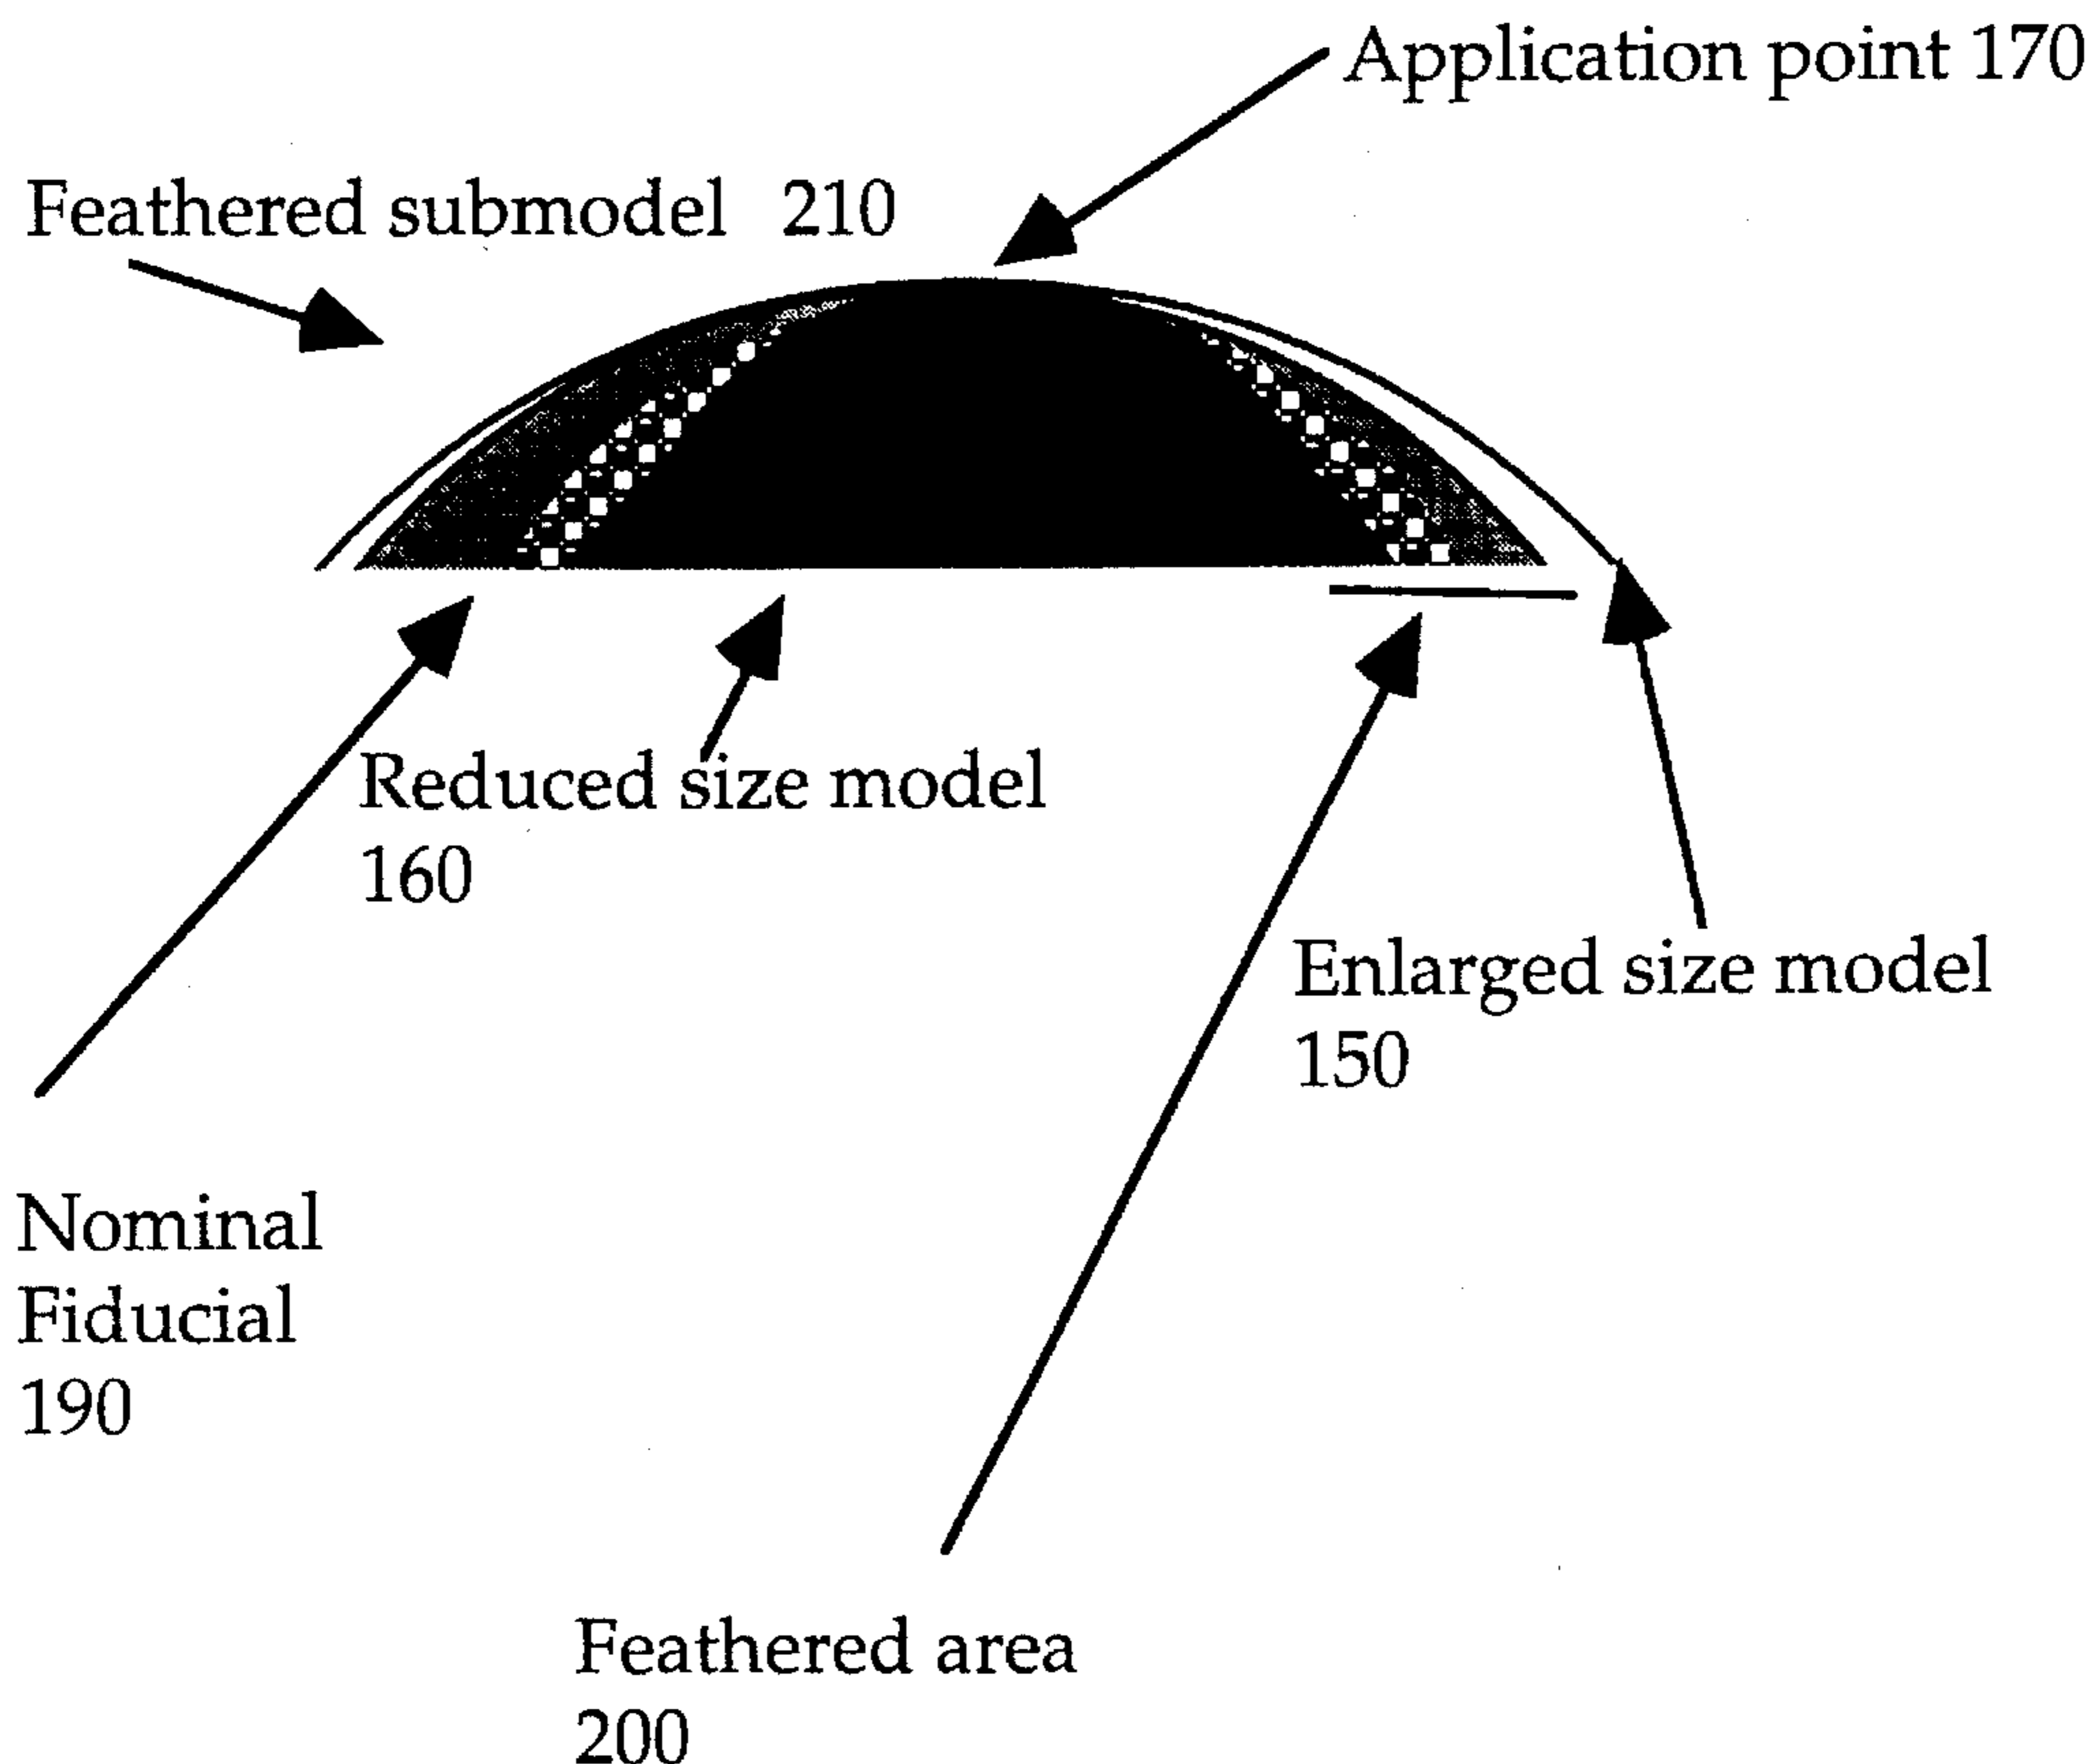 Application point 170
Feathered submodel 210
Reduced size model
160
Enlarged size model
150
Nominal
Fiducial
190
Feathered area
200